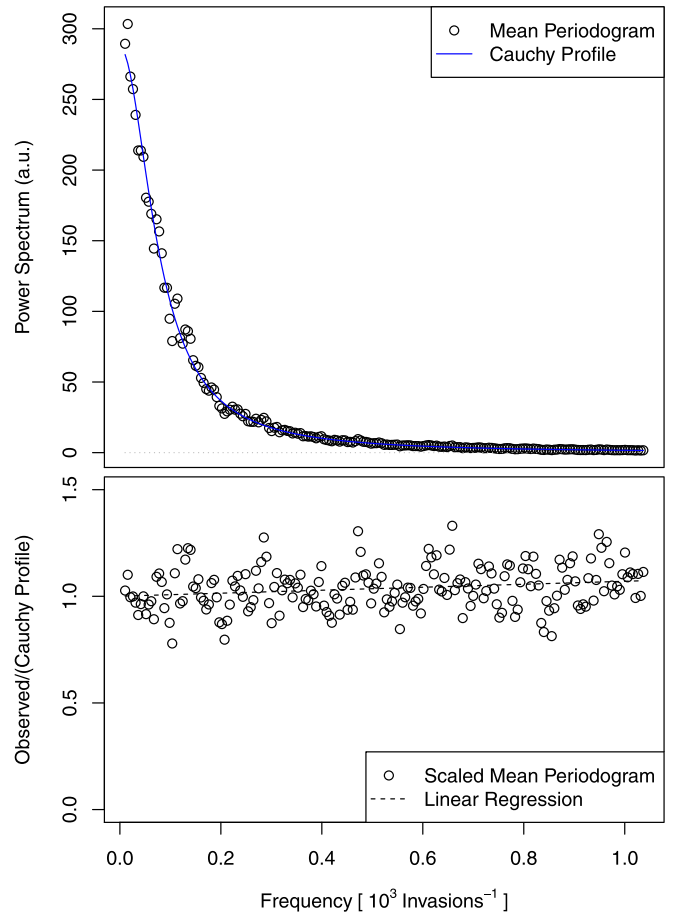 Mean Periodogram
Cauchy Profile
Power Spectrum (a.u.)
300
250
200
150
100
50
0
Observed/(Cauchy Profile)
1.5
1.0
0.5
0.0
Scaled Mean Periodogram
Linear Regression
0.0 0.2 0.4 0.6 0.8 1.0
Frequency [ 10³ Invasions⁻¹ ]